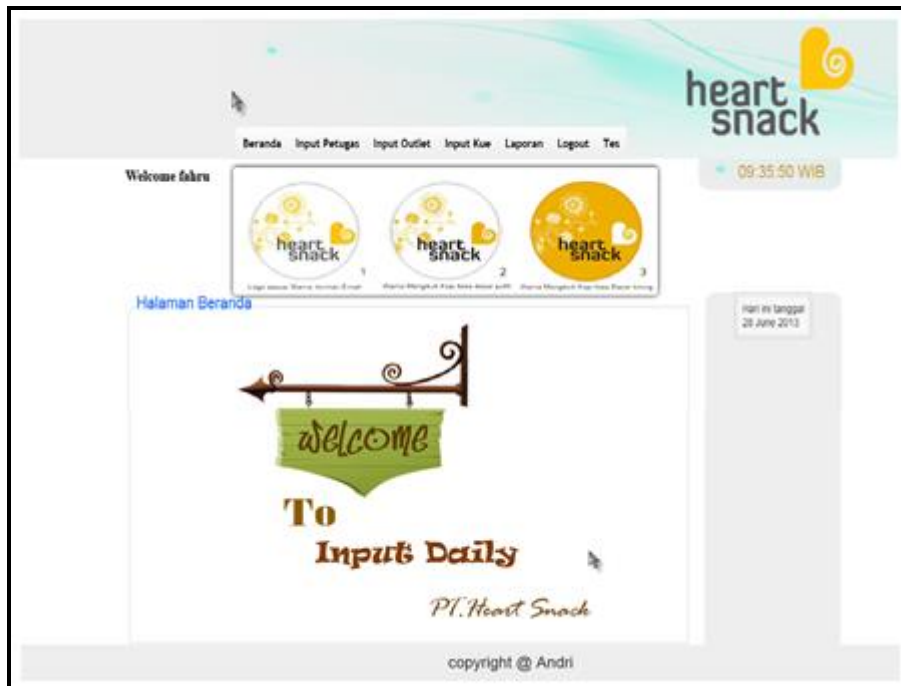 heart
snack
Beranda Input Petugas Input Outlet Input Kue Laporan Logout Tes
Welcome fahru
09:35:50 WIB
heart
snack
1
heart
snack
2
heart
snack
3
Halaman Beranda
Hari ini tanggal
28 June 2013
Welcome
To
Input Daily
PT.Heart Snack
copyright @ Andri